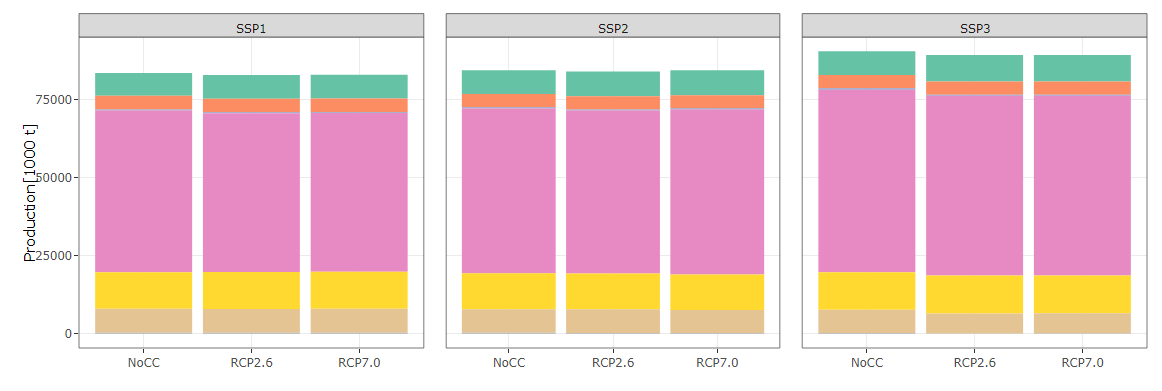 SSP1 SSP2 SSP3
Production[1000 t]
75000
50000
25000
0
NoCC RCP2.6 RCP7.0 NoCC RCP2.6 RCP7.0 NoCC RCP2.6 RCP7.0